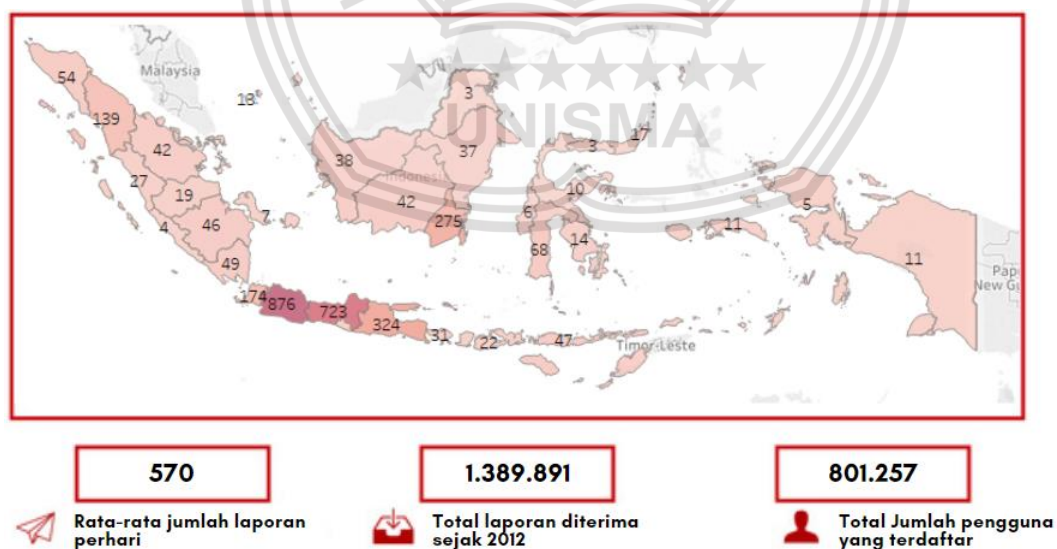 UNISMA
Malaysia
54
3
18
139
17
42
37
3
38
Indonesia
27
19
10
42
5
7
6
4
46
275
11
68
14
49
11
Papua
New Gu
174
876
723
324
31
22
47
Timor-Leste
570
1.389.891
801.257
Rata-rata jumlah laporan
perhari
Total laporan diterima
sejak 2012
Total Jumlah pengguna
yang terdaftar